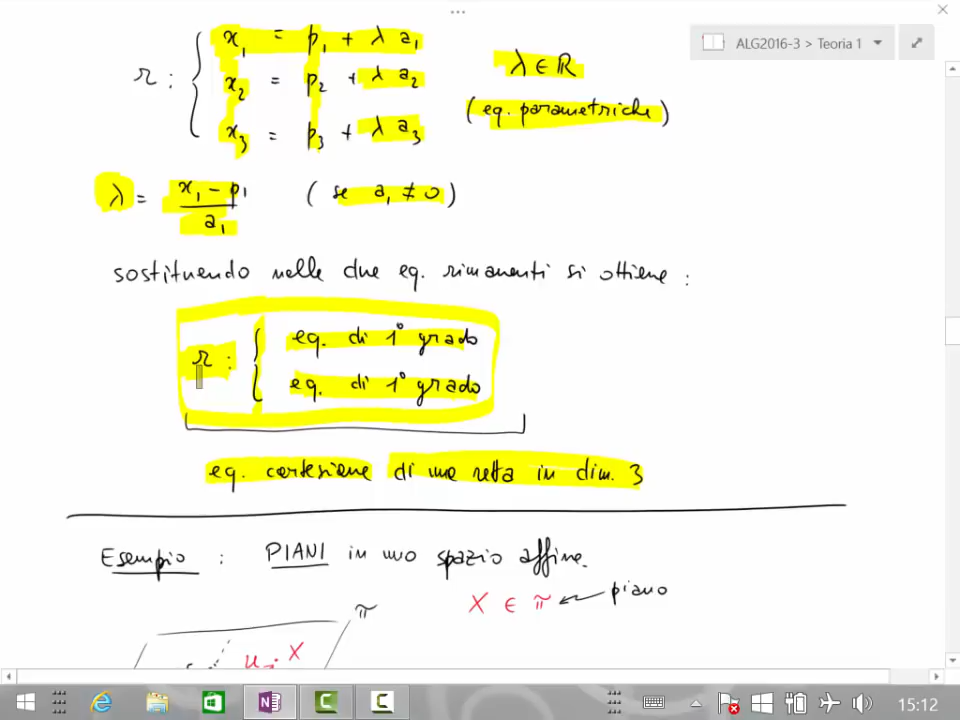 ALG2016-3 > Teoria 1
x₁ = p₁ + λ a₁
r : x₂ = p₂ + λ a₂
λ ∈ ℝ
(eq. parametriche)
x₃ = p₃ + λ a₃
λ = (x₁ - p₁) / a₁ (se a₁ ≠ 0)
sostituendo nelle due eq. rimanenti si ottiene :
r : { eq. di 1° grado
eq. di 1° grado
eq. cartesiane di una retta in dim. 3
Esempio : PIANI in uno spazio affine.
X ∈ π ← piano
π
u X
15:12